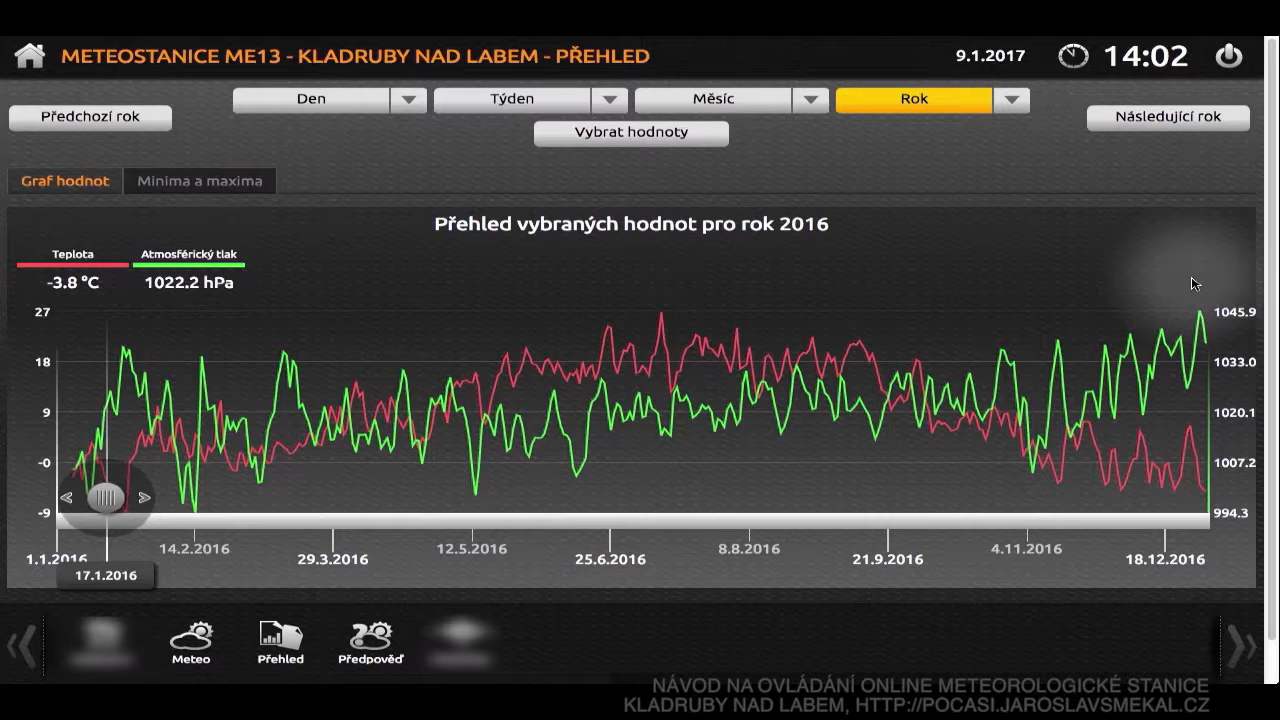 METEOSTANICE ME13 - KLADRUBY NAD LABEM - PŘEHLED
9.1.2017
14:02
Předchozí rok
Den
Týden
Měsíc
Rok
Následující rok
Vybrat hodnoty
Graf hodnot
Minima a maxima
Přehled vybraných hodnot pro rok 2016
Teplota
Atmosférický tlak
-3.8 °C
1022.2 hPa
27
1045.9
18
1033.0
9
1020.1
-0
1007.2
-9
994.3
1.1.2016
14.2.2016
29.3.2016
12.5.2016
25.6.2016
8.8.2016
21.9.2016
4.11.2016
18.12.2016
17.1.2016
Meteo
Přehled
Předpověď
NÁVOD NA OVLÁDÁNÍ ONLINE METEOROLOGICKÉ STANICE
KLADRUBY NAD LABEM, HTTP://POCASI.JAROSLAVSMEKAL.CZ